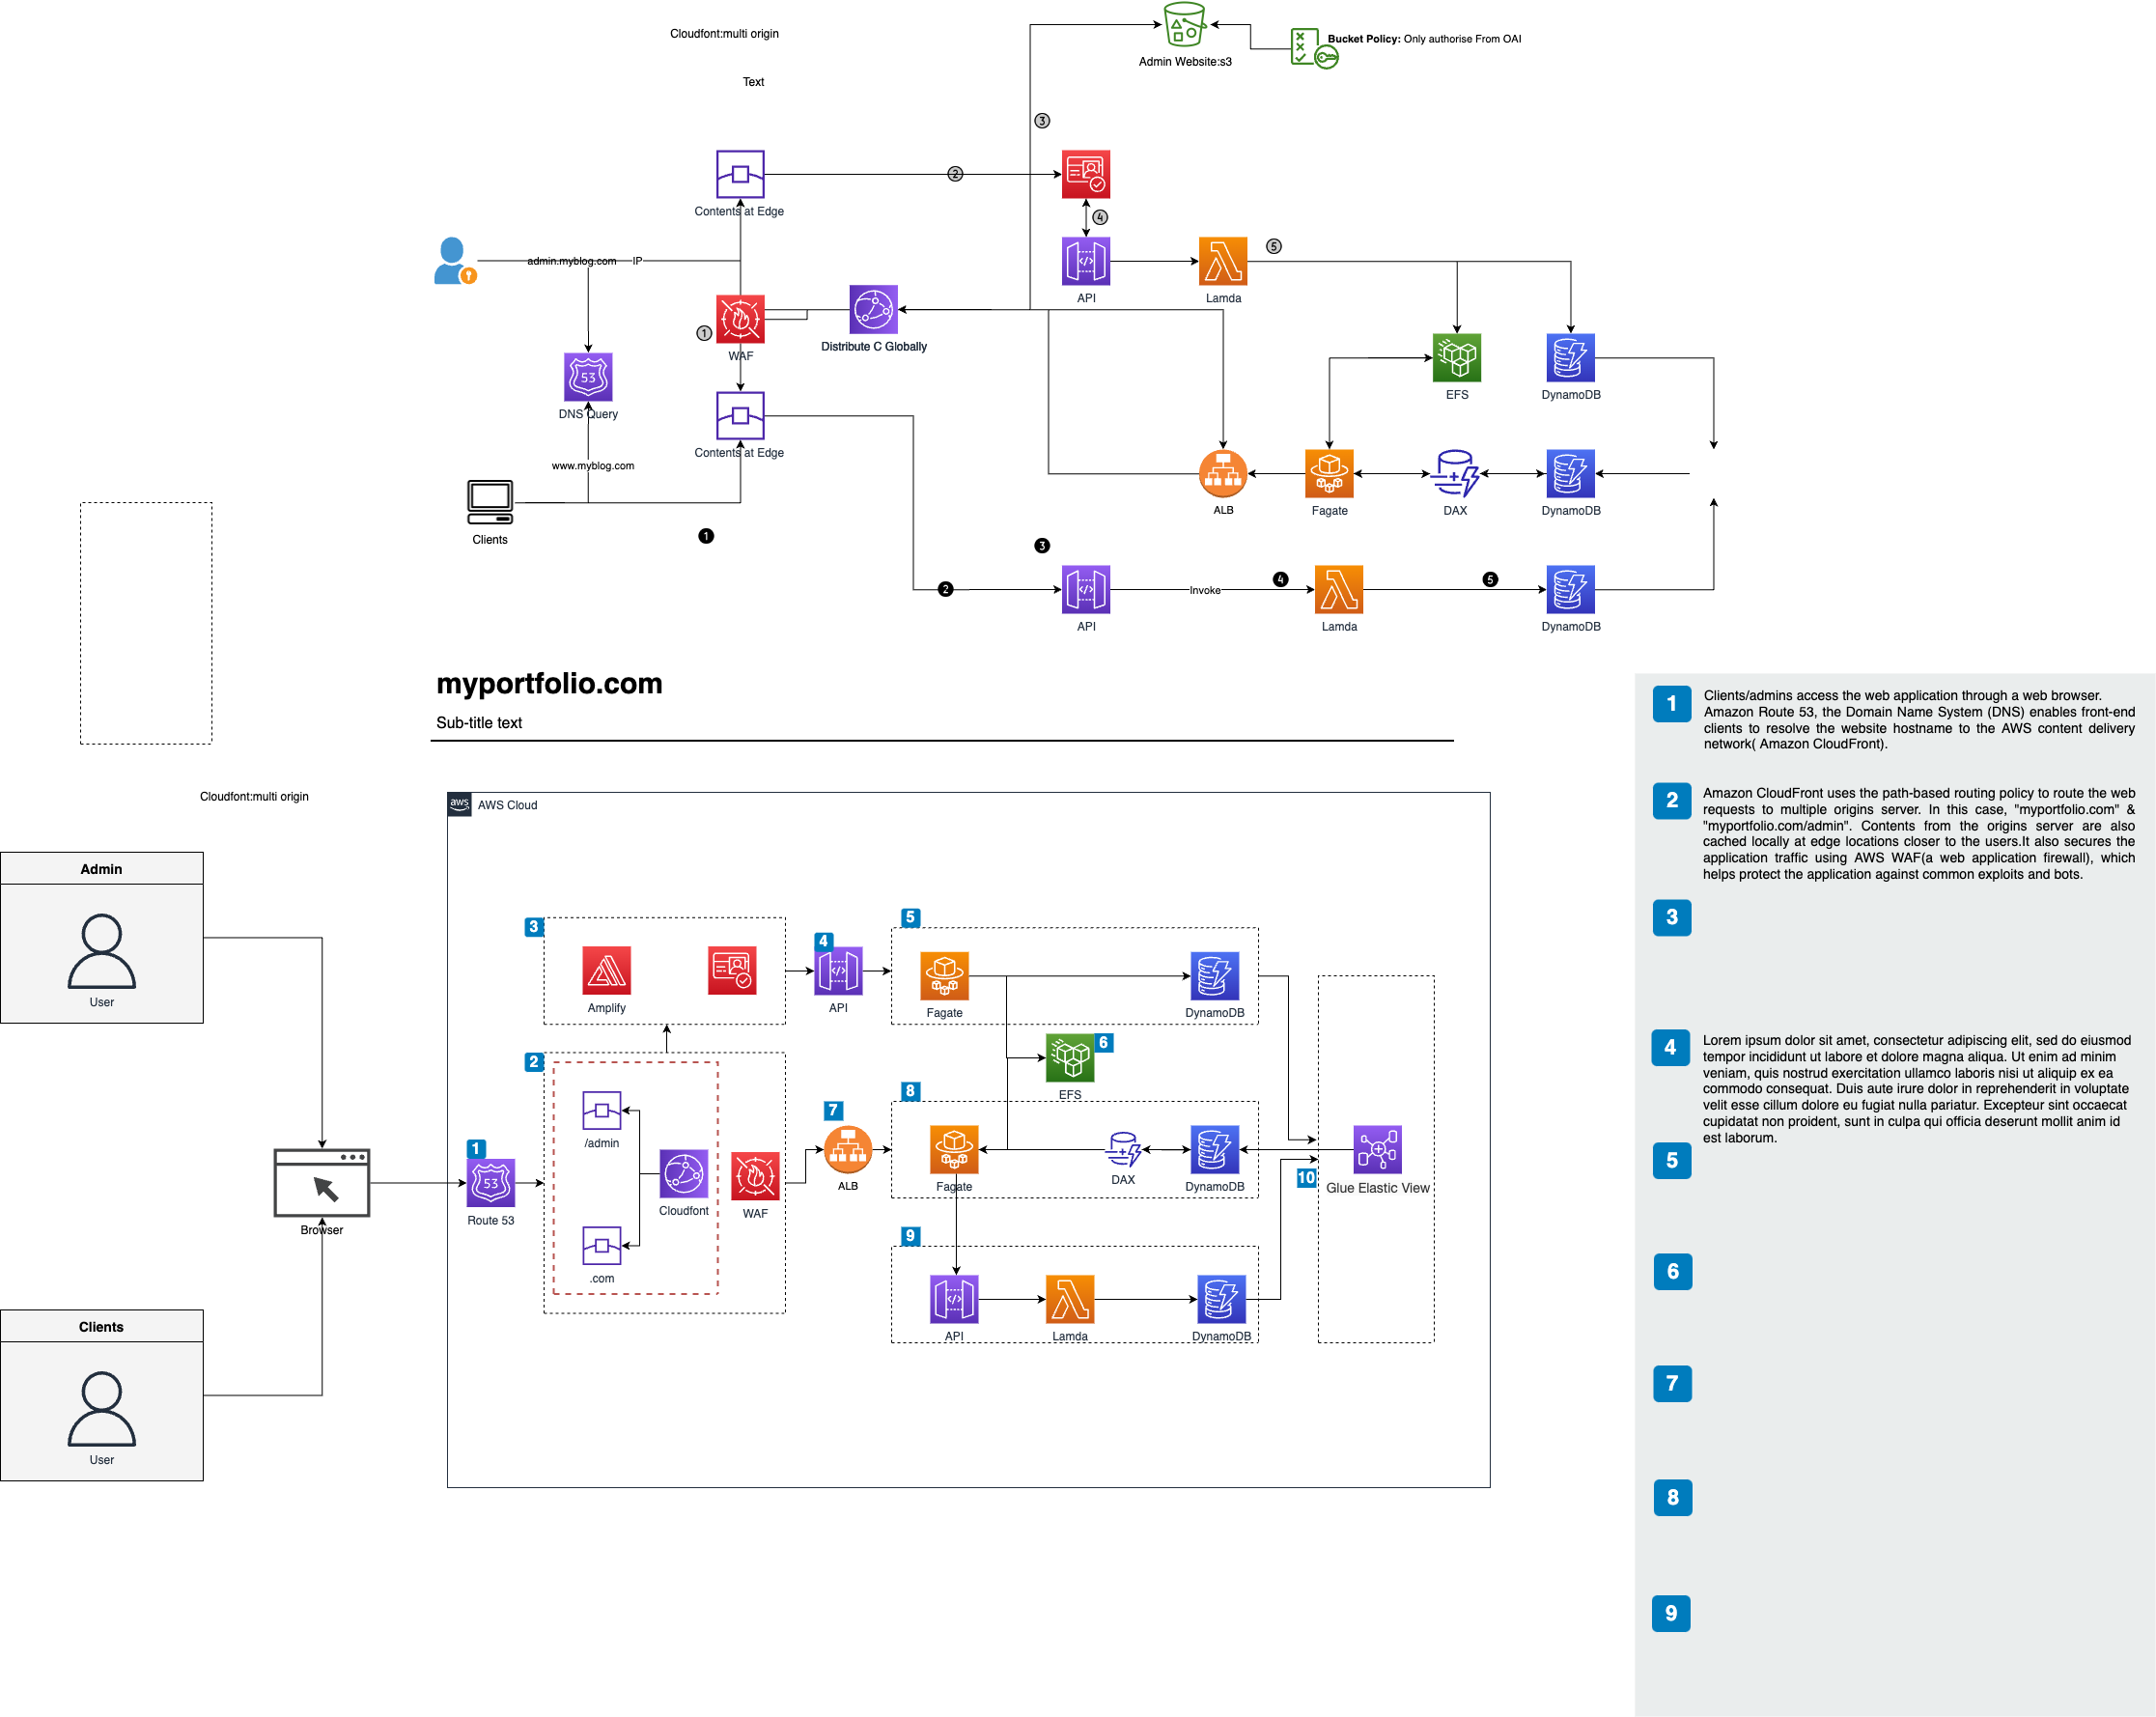 Cloudfont:multi origin
Text
Admin Website:s3
Bucket Policy: Only authorise From OAI
3
2
Contents at Edge
4
5
admin.myblog.com
IP
API
Lamda
1
WAF
Distribute C Globally
53
DNS Query
EFS
DynamoDB
Contents at Edge
www.myblog.com
Clients
ALB
Fagate
DAX
DynamoDB
1
3
2
API
Invoke
4
Lamda
5
DynamoDB
myportfolio.com
Sub-title text
Cloudfont:multi origin
Admin
User
Clients
User
Browser
aws
AWS Cloud
3
Amplify
4
API
5
Fagate
DynamoDB
6
EFS
2
/admin
Cloudfont
.com
WAF
1
53
Route 53
7
ALB
8
Fagate
DAX
DynamoDB
10
Glue Elastic View
9
API
Lamda
DynamoDB
1
Clients/admins access the web application through a web browser.
Amazon Route 53, the Domain Name System (DNS) enables front-end
clients to resolve the website hostname to the AWS content delivery
network( Amazon CloudFront).
2
Amazon CloudFront uses the path-based routing policy to route the web
requests to multiple origins server. In this case, "myportfolio.com" &
"myportfolio.com/admin". Contents from the origins server are also
cached locally at edge locations closer to the users.It also secures the
application traffic using AWS WAF(a web application firewall), which
helps protect the application against common exploits and bots.
3
4
Lorem ipsum dolor sit amet, consectetur adipiscing elit, sed do eiusmod
tempor incididunt ut labore et dolore magna aliqua. Ut enim ad minim
veniam, quis nostrud exercitation ullamco laboris nisi ut aliquip ex ea
commodo consequat. Duis aute irure dolor in reprehenderit in voluptate
velit esse cillum dolore eu fugiat nulla pariatur. Excepteur sint occaecat
cupidatat non proident, sunt in culpa qui officia deserunt mollit anim id
est laborum.
5
6
7
8
9